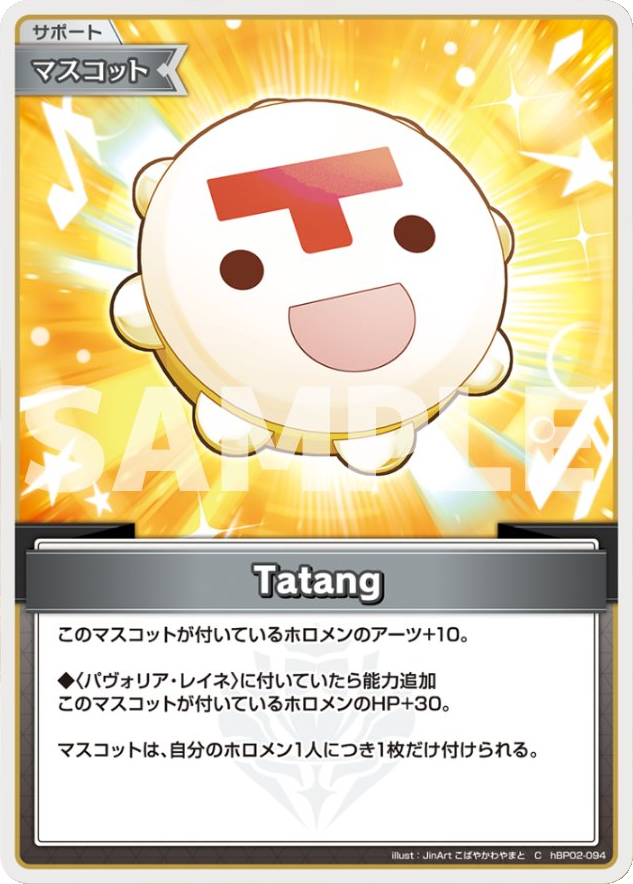 サポート
マスコット
T
SAMPLE
Tatang
このマスコットが付いているホロメンのアーツ+10。
◆〈パヴォリア・レイネ〉に付いていたら能力追加
このマスコットが付いているホロメンのHP+30。
マスコットは、自分のホロメン1人につき1枚だけ付けられる。
illust：JinArt こばやかわやまと C hBP02-094